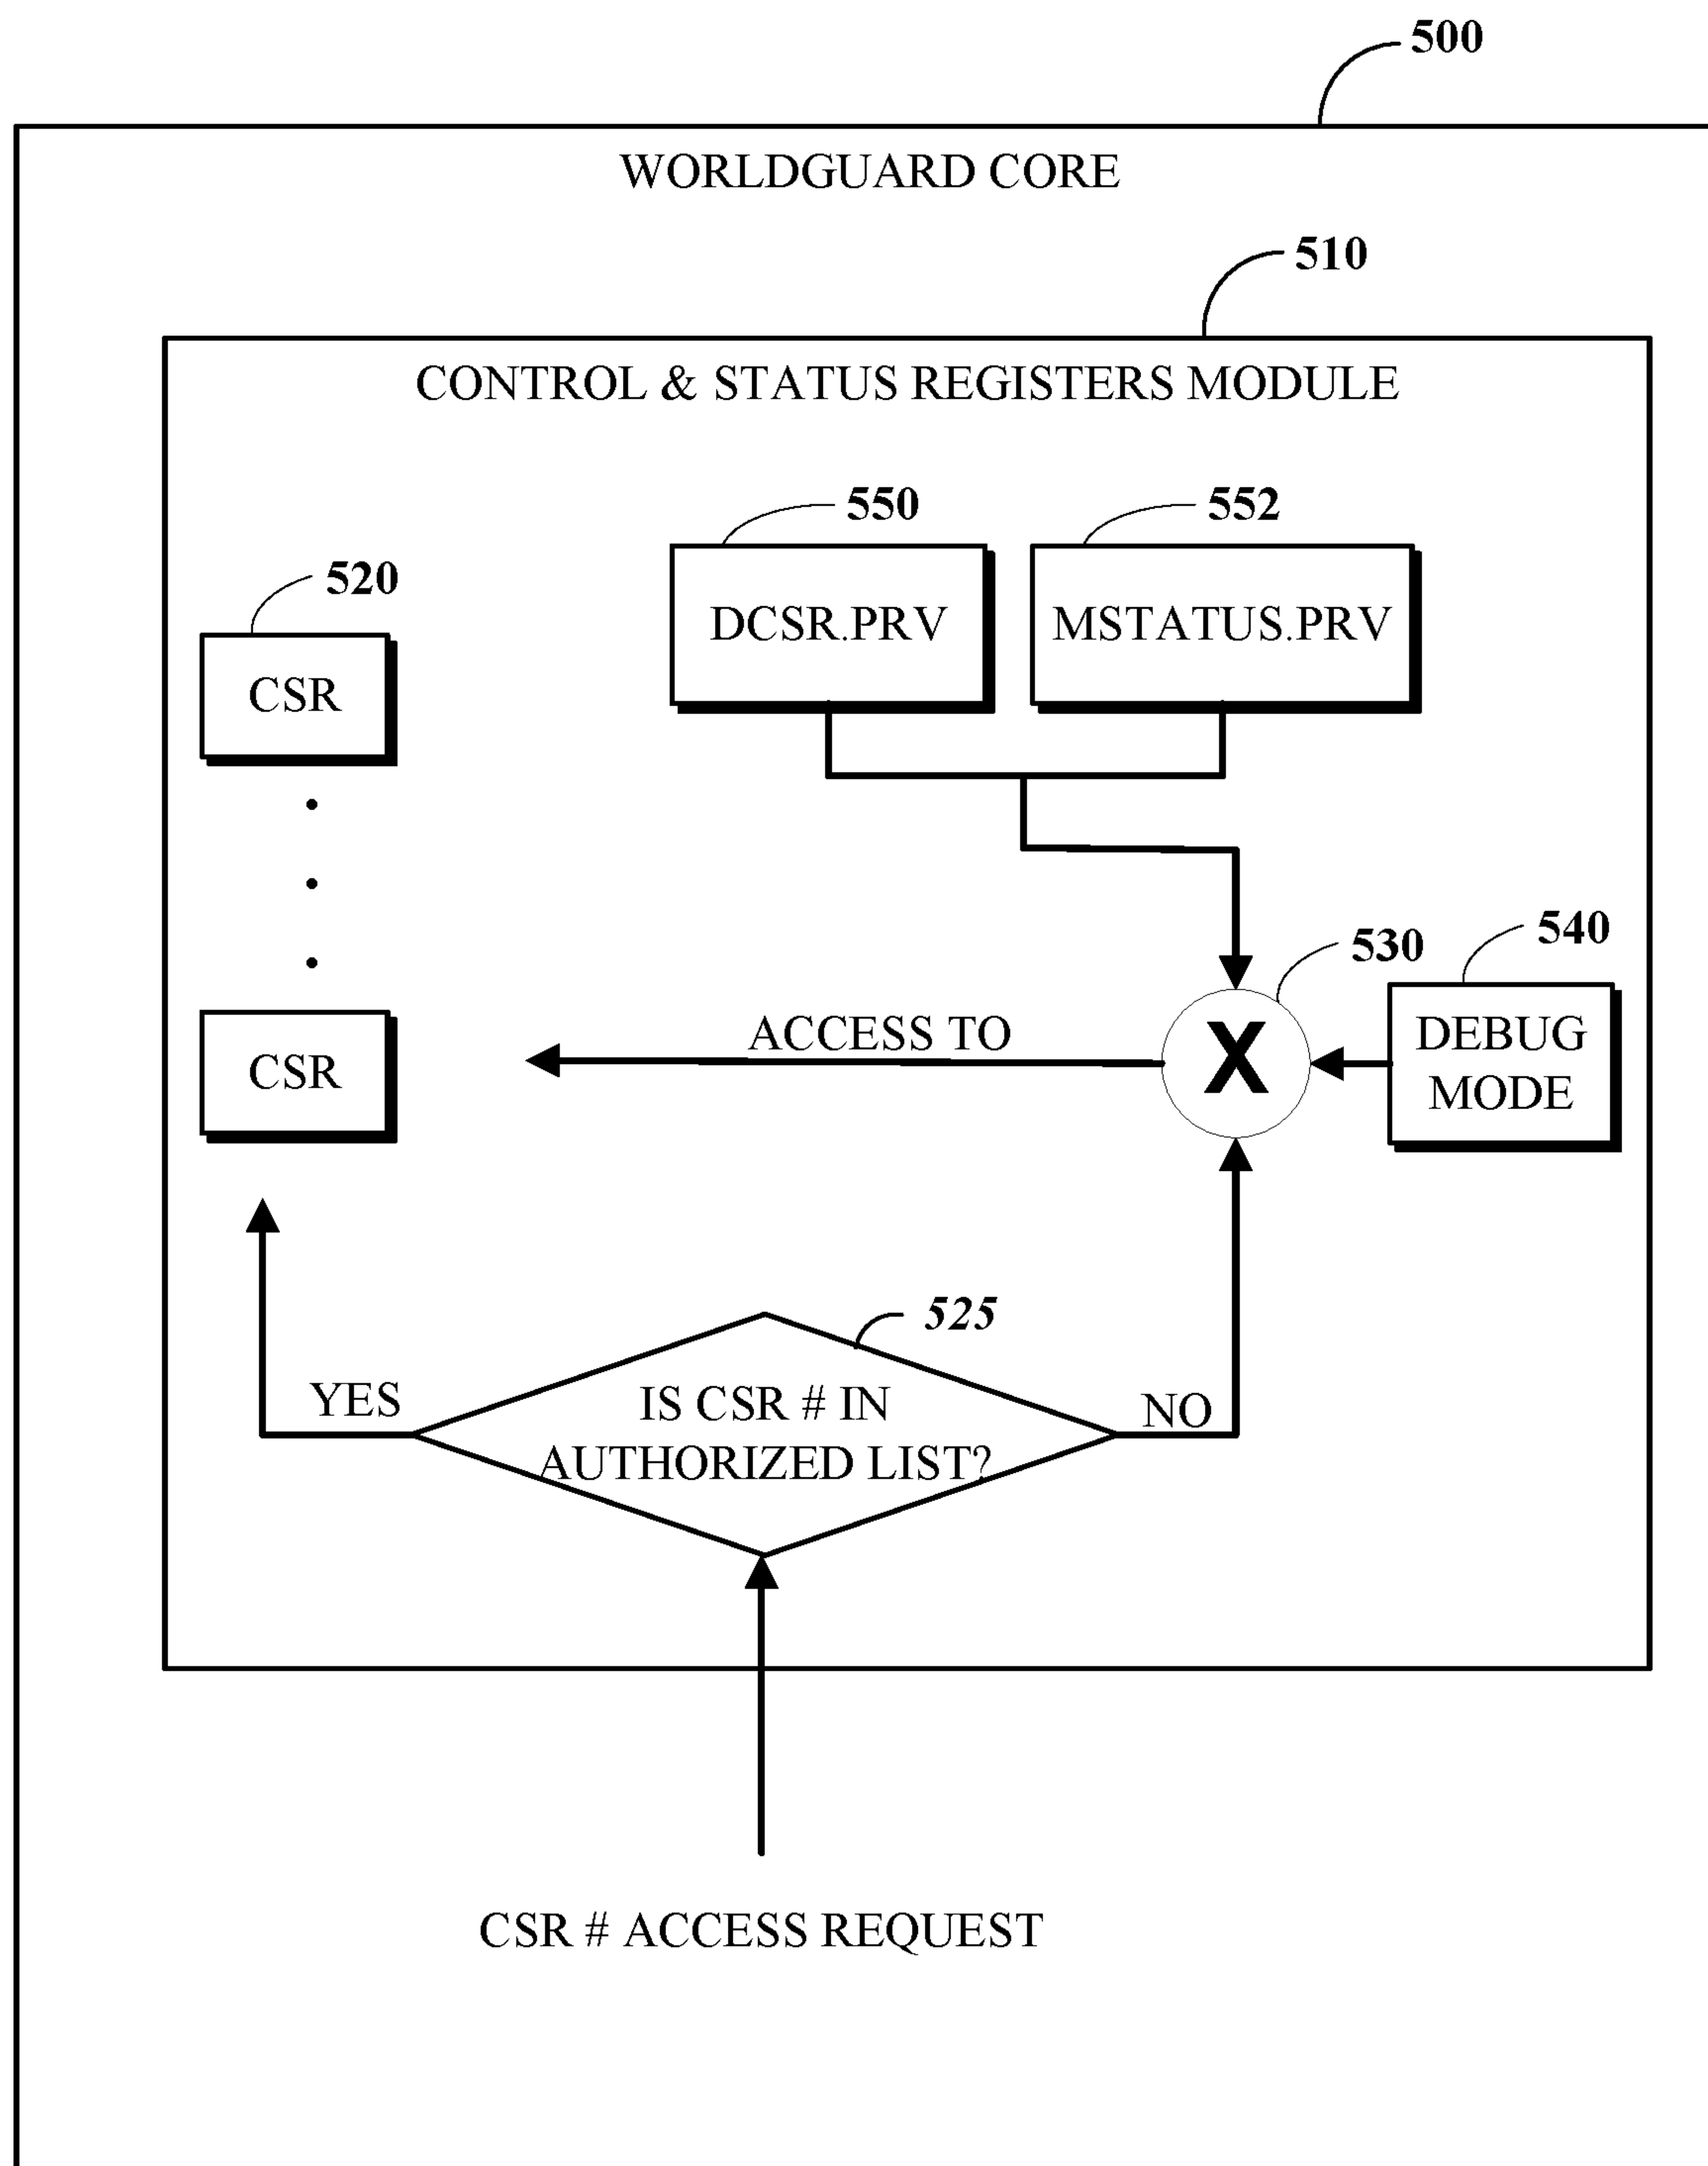 500
WORLDGUARD CORE
510
CONTROL & STATUS REGISTERS MODULE
550
552
520
DCSR.PRV
MSTATUS.PRV
CSR
540
530
ACCESS TO
X
DEBUG
MODE
CSR
525
YES
IS CSR # IN
AUTHORIZED LIST?
NO
CSR # ACCESS REQUEST